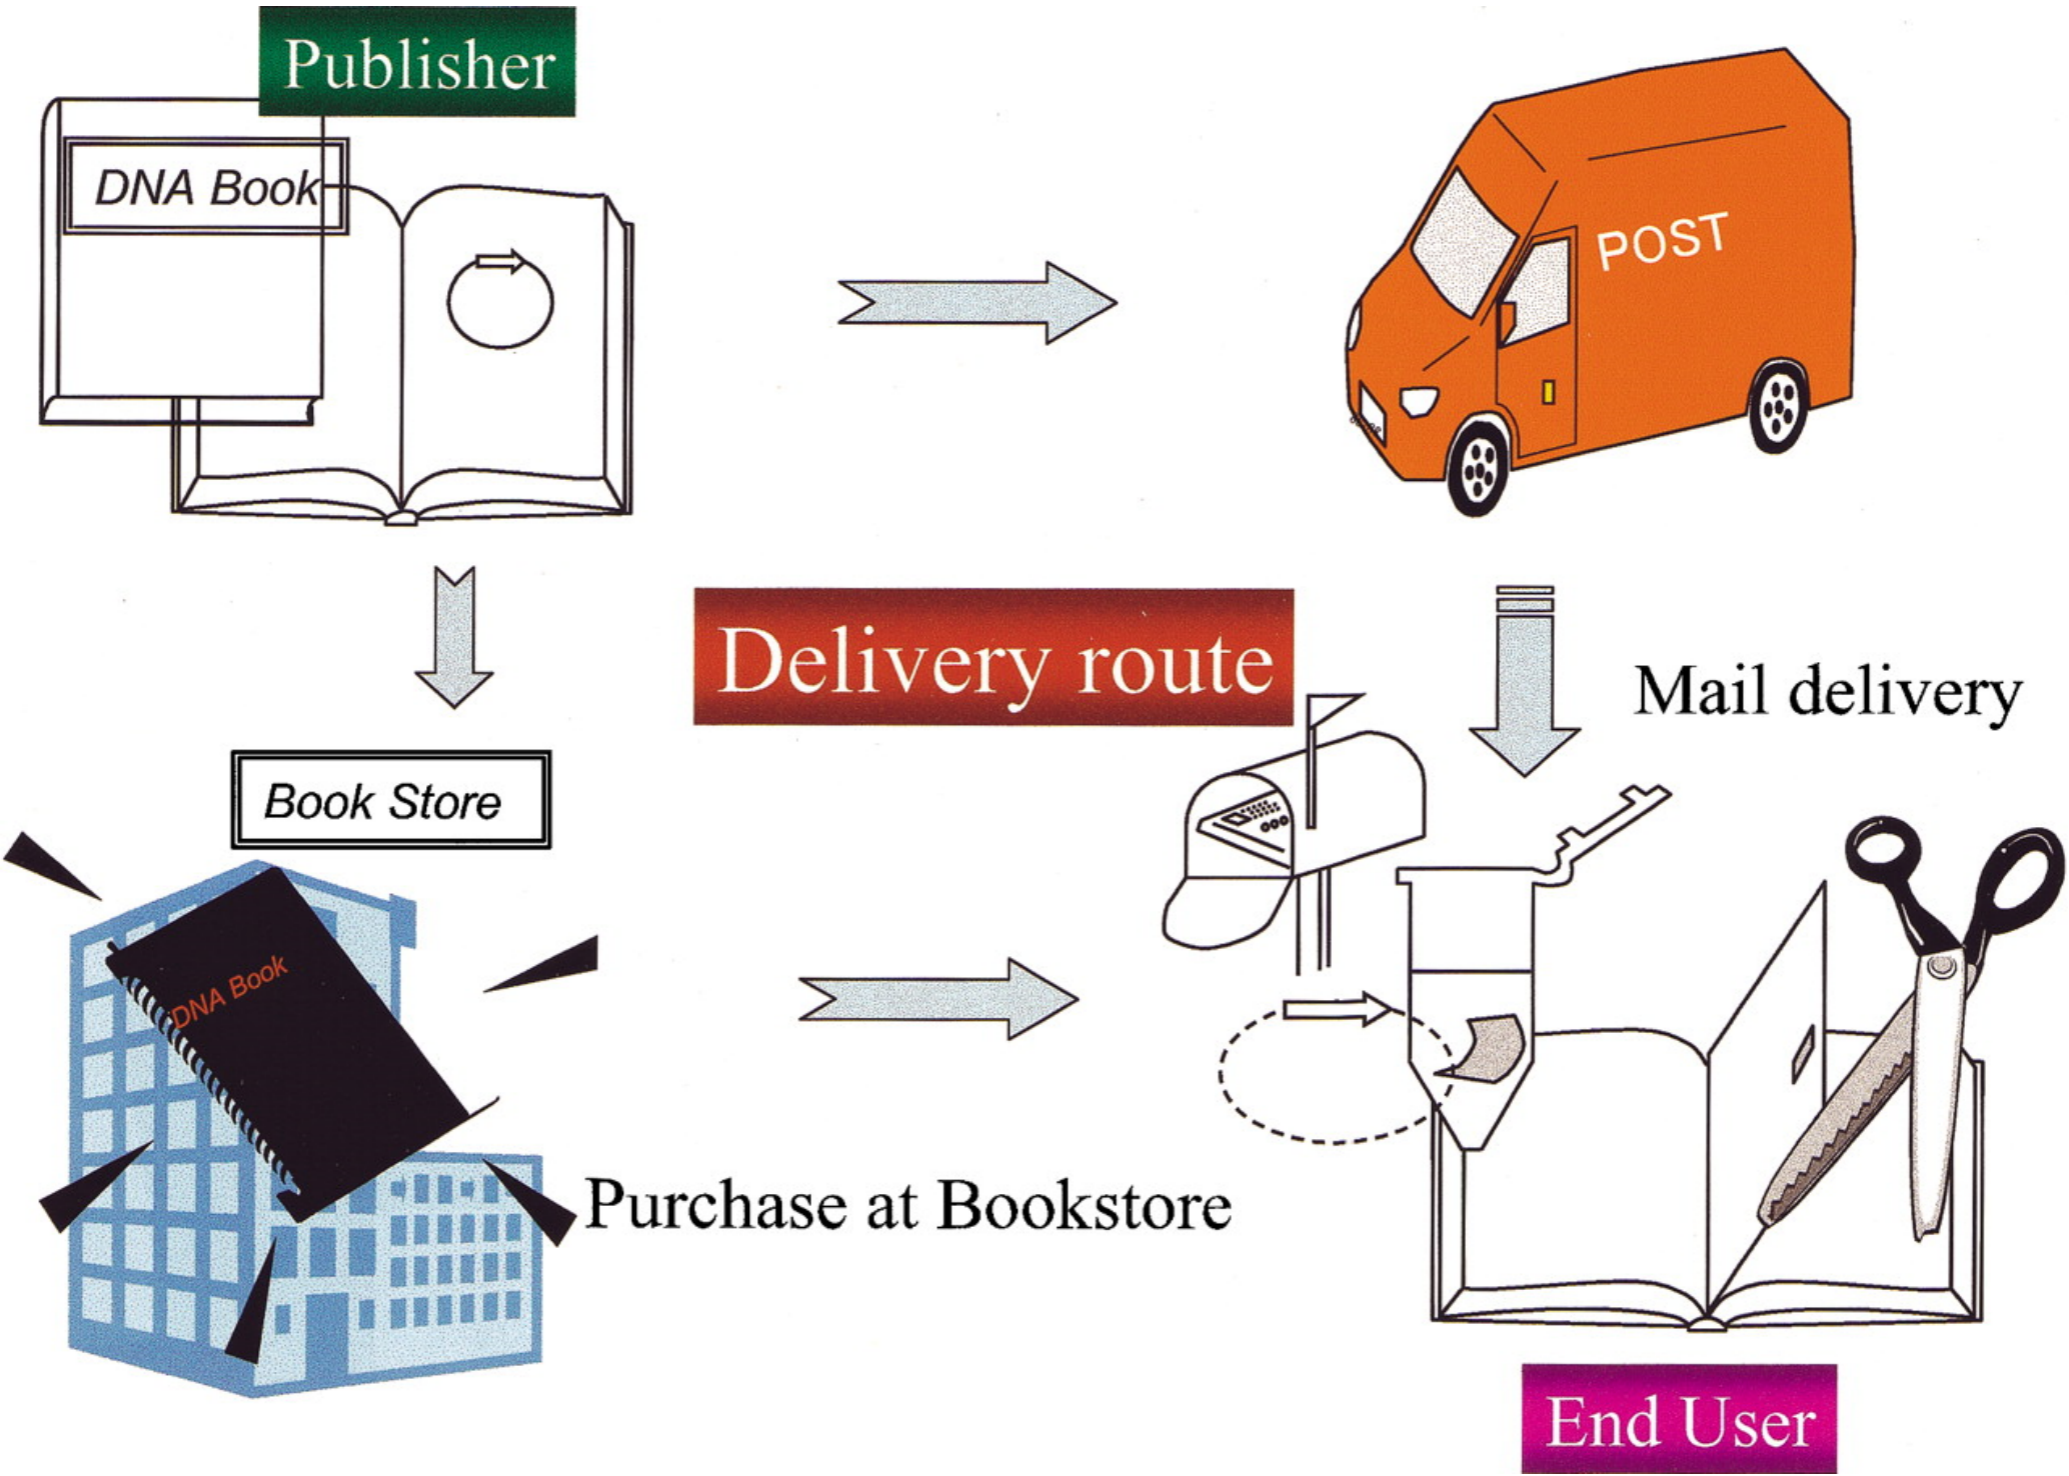 Publisher
DNA Book
POST
Delivery route
Mail delivery
Book Store
DNA Book
Purchase at Bookstore
End User